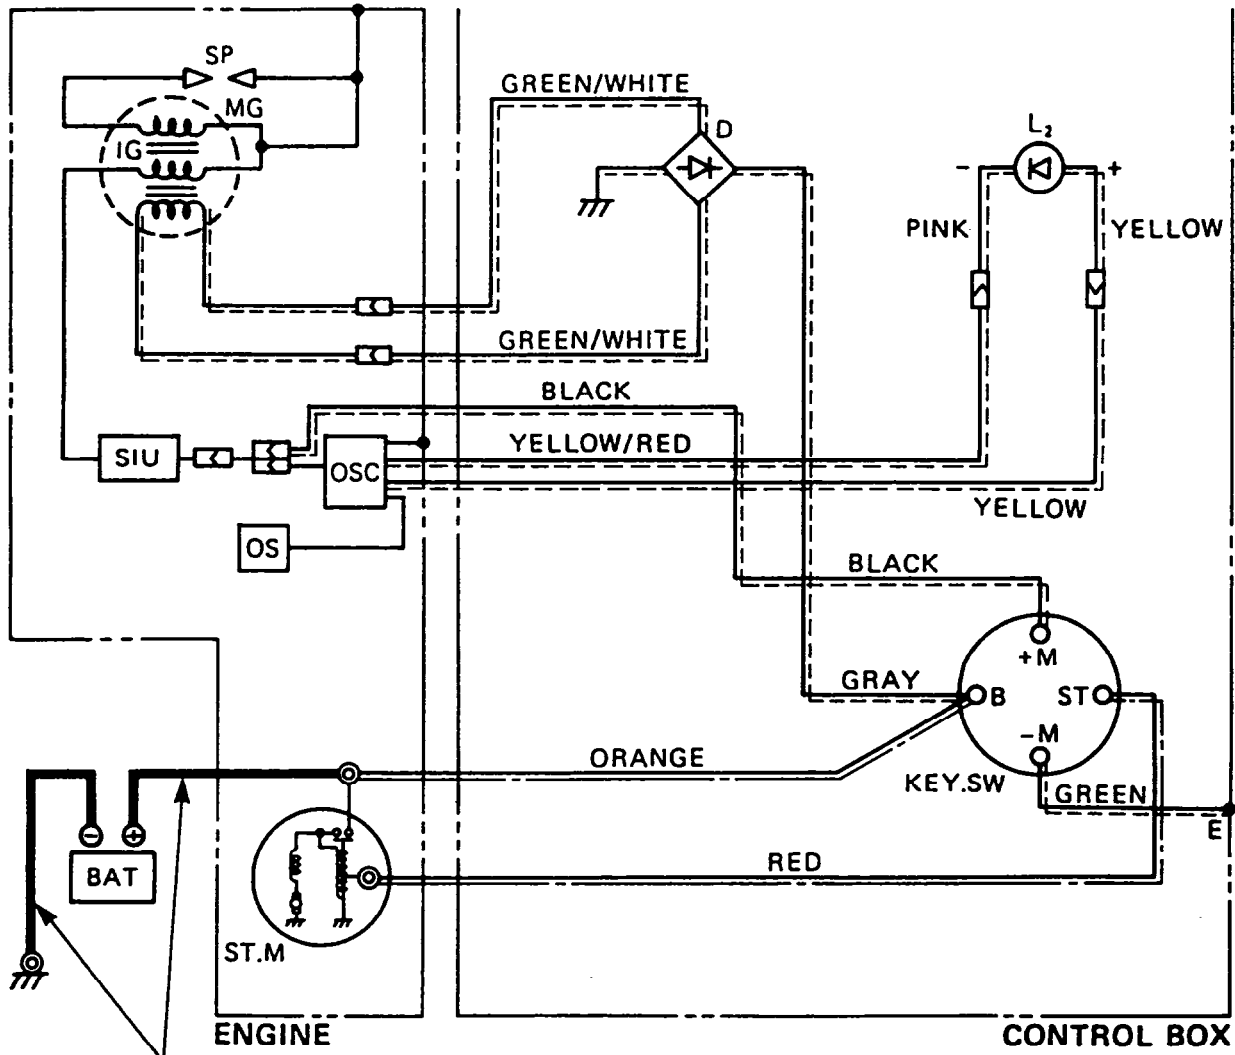 SP
GREEN/WHITE
MG
D
L₂
IG
-
+
PINK
YELLOW
GREEN/WHITE
BLACK
YELLOW/RED
SIU
OSC
YELLOW
OS
BLACK
+M
GRAY
B
ST
-M
ORANGE
KEY.SW
GREEN
E
-
+
RED
BAT
ST.M
ENGINE
CONTROL BOX